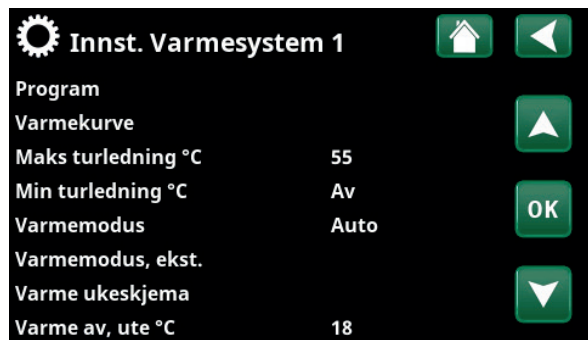 Innst. Varmesystem 1
Program
Varmekurve
Maks turledning °C 55
Min turledning °C Av
Varmemodus Auto
OK
Varmemodus, ekst.
Varme ukeskjema
Varme av, ute °C 18